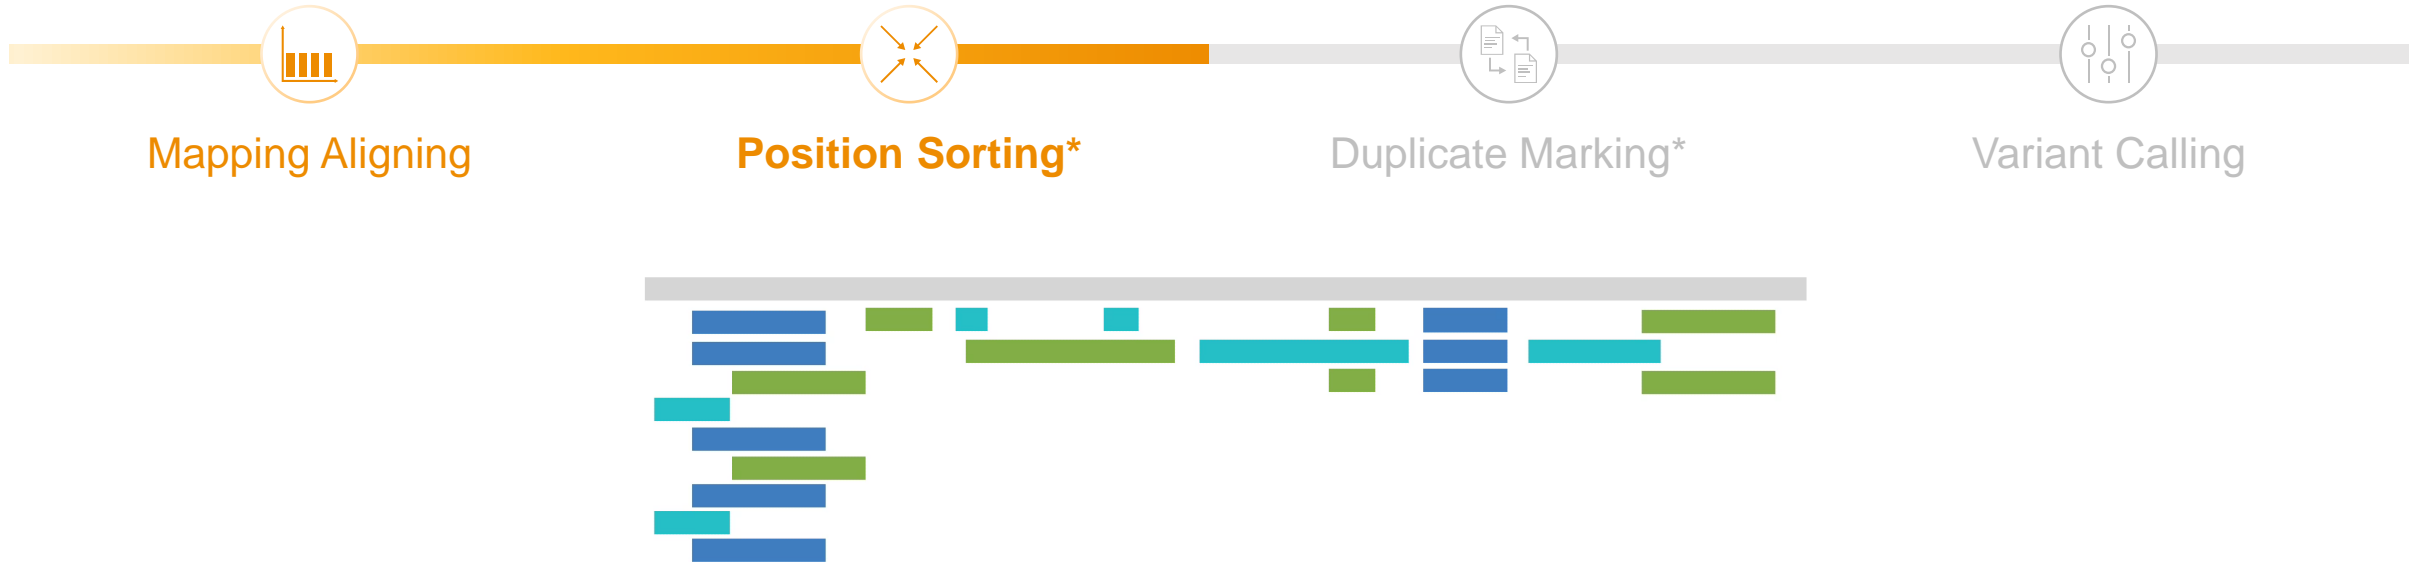 Mapping Aligning
Position Sorting*
Duplicate Marking*
Variant Calling